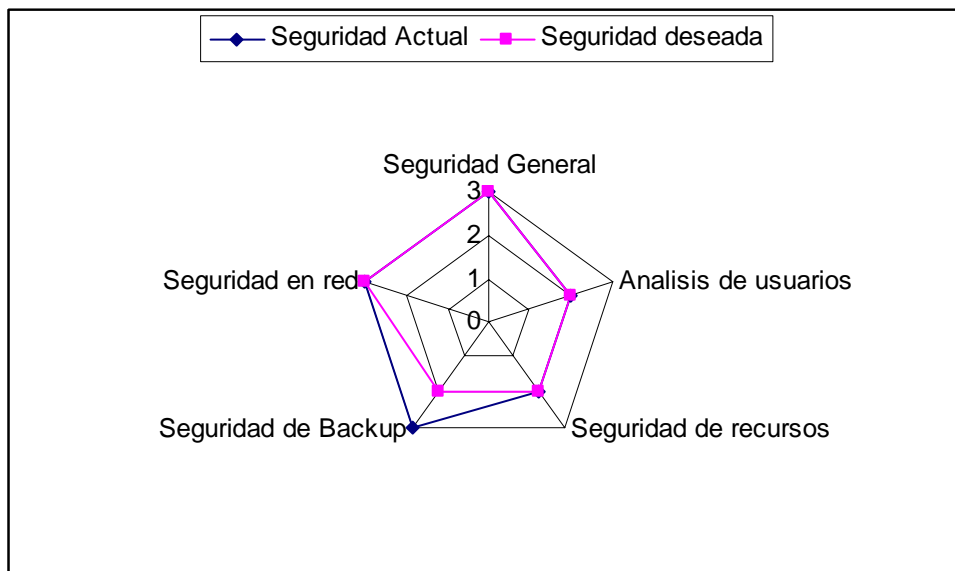 Seguridad Actual Seguridad deseada
Seguridad General
3
2
Seguridad en red
Analisis de usuarios
1
0
Seguridad de Backup
Seguridad de recursos